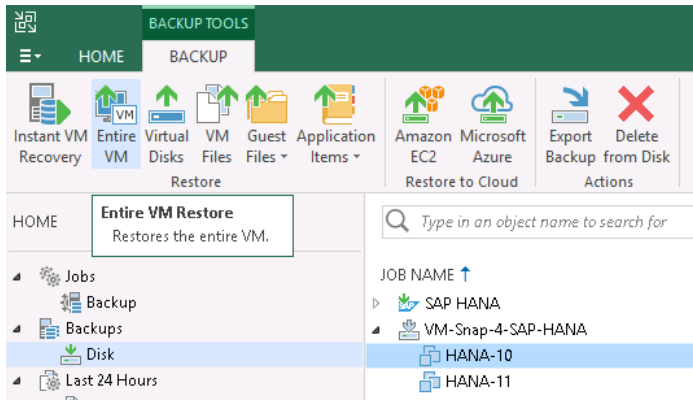 BACKUP TOOLS
HOME BACKUP
Instant VM Recovery
Entire VM
Virtual Disks
VM Files
Guest Files
Application Items
Amazon EC2
Microsoft Azure
Export Backup
Delete from Disk
Restore
Restore to Cloud
Actions
HOME
Entire VM Restore
Restores the entire VM.
Type in an object name to search for
Jobs
Backup
Backups
Disk
Last 24 Hours
JOB NAME
SAP HANA
VM-Snap-4-SAP-HANA
HANA-10
HANA-11